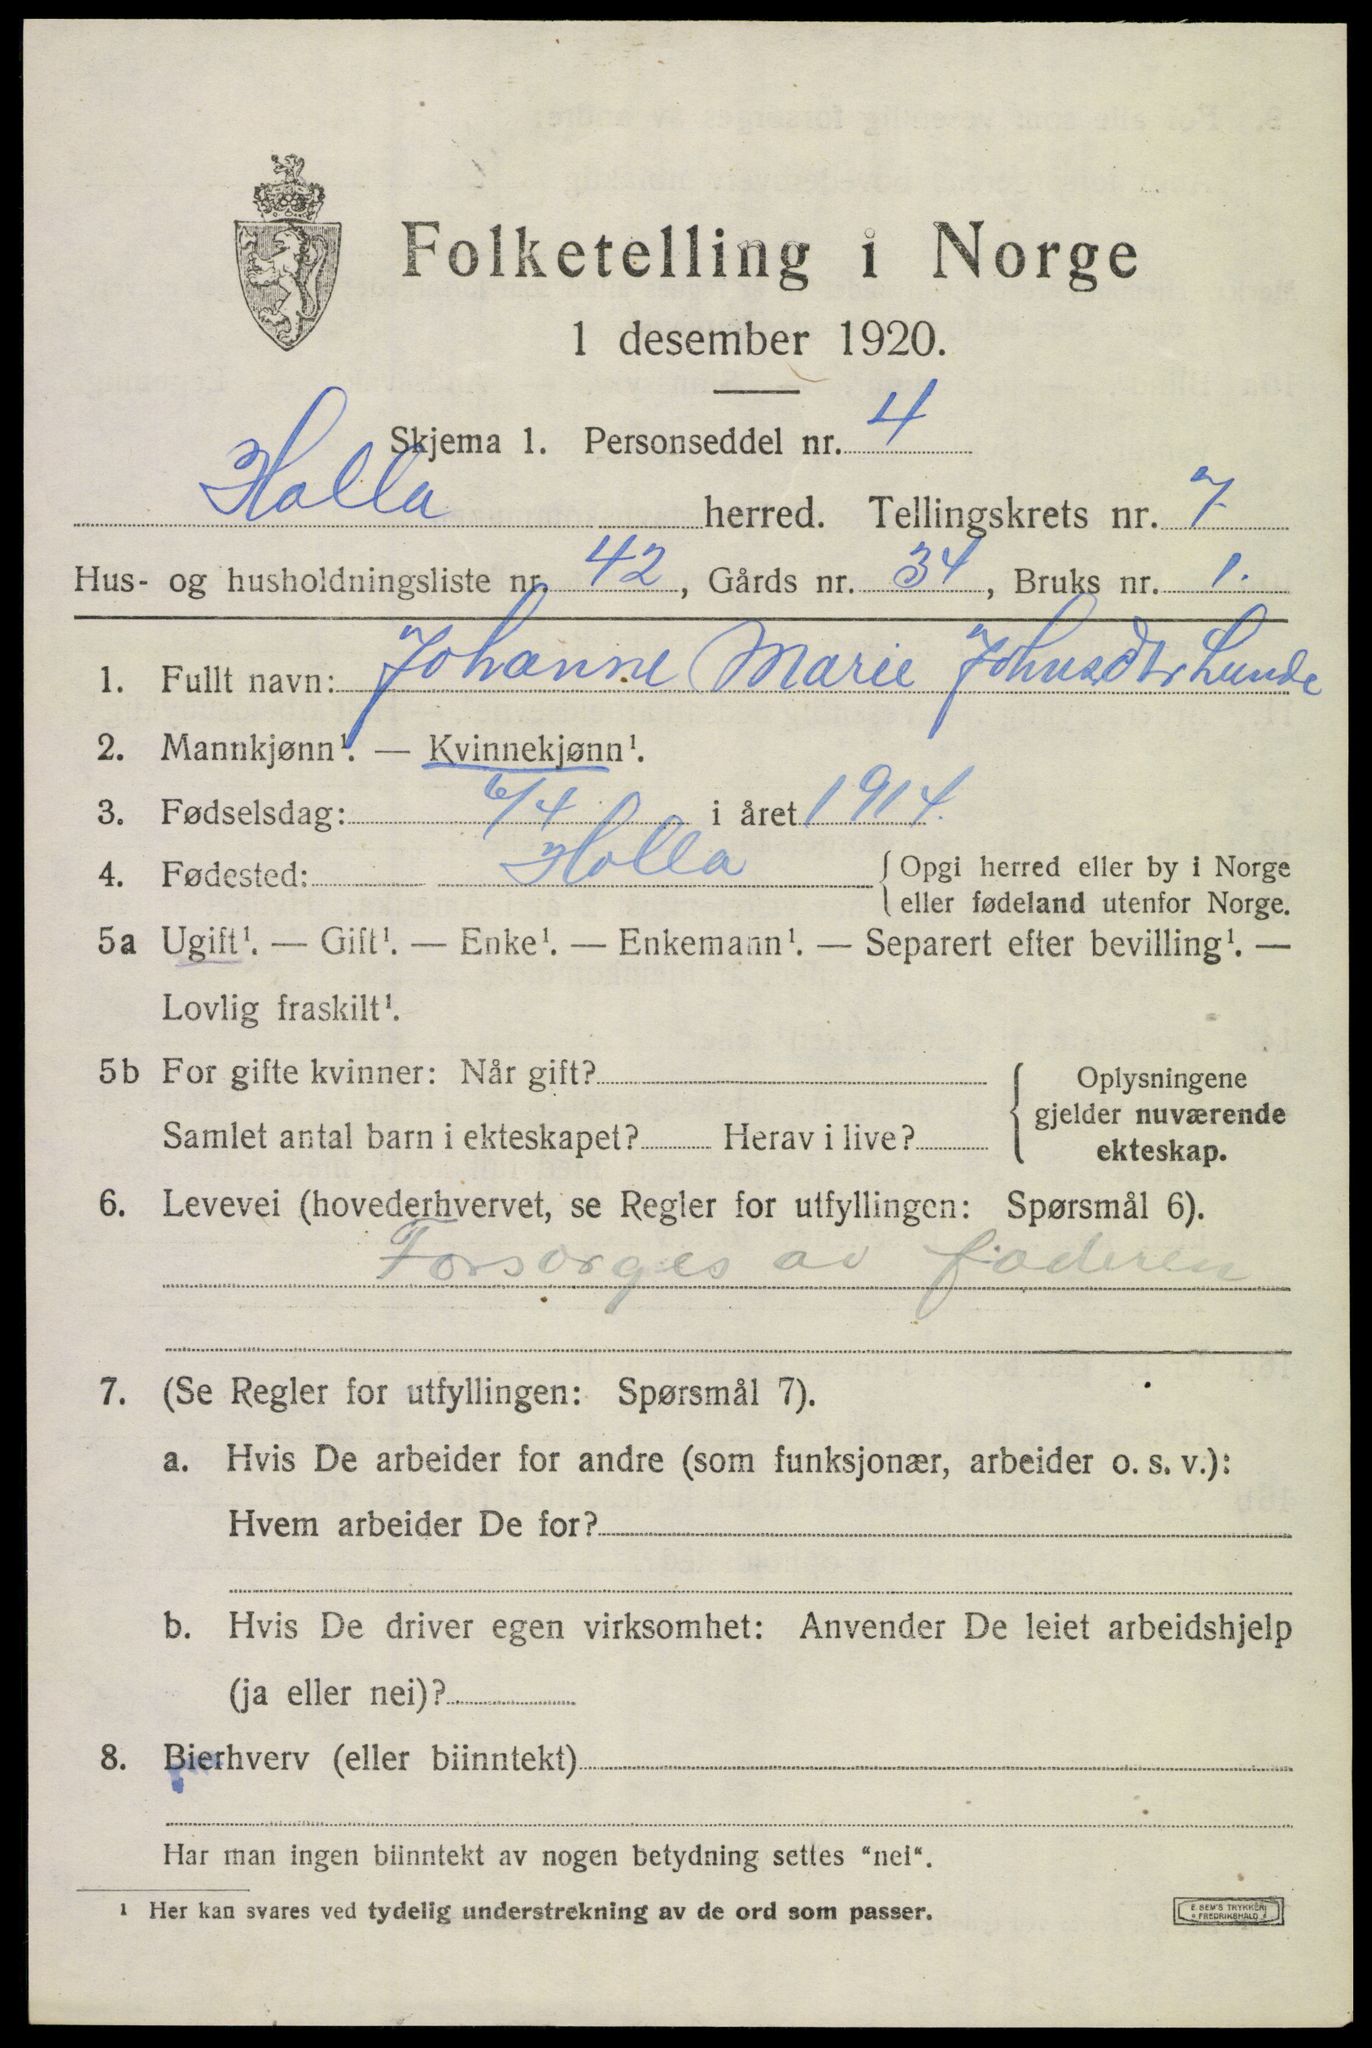 Folketelling i Norge
1 desember 1920.
Skjema 1. Personseddel nr. 4
Holla herred. Tellingskrets nr. 7
Hus- og husholdningsliste nr. 42, Gårds nr. 34, Bruks nr. 1.
1. Fullt navn: Johanne Marie Johnsdtr Lunde
2. Mannkjønn¹. — Kvinnekjønn¹.
3. Fødselsdag: 6/4 i året 1914.
4. Fødested: Holla { Opgi herred eller by i Norge
eller fødeland utenfor Norge.
5a Ugift¹. — Gift¹. — Enke¹. — Enkemann¹. — Separert efter bevilling¹. —
Lovlig fraskilt¹.
5b For gifte kvinner: Når gift?
Samlet antal barn i ekteskapet? Herav i live?
Oplysningene
gjelder nuværende
ekteskap.
6. Levevei (hovederhvervet, se Regler for utfyllingen: Spørsmål 6).
Forsørges av faderen
7. (Se Regler for utfyllingen: Spørsmål 7).
a. Hvis De arbeider for andre (som funksjonær, arbeider o. s. v.):
Hvem arbeider De for?
b. Hvis De driver egen virksomhet: Anvender De leiet arbeidshjelp
(ja eller nei)?
8. Bierhverv (eller biinntekt)
Har man ingen biinntekt av nogen betydning settes "nei".
¹ Her kan svares ved tydelig understrekning av de ord som passer.
E. SEM'S TRYKKERI
FREDRIKSHALD